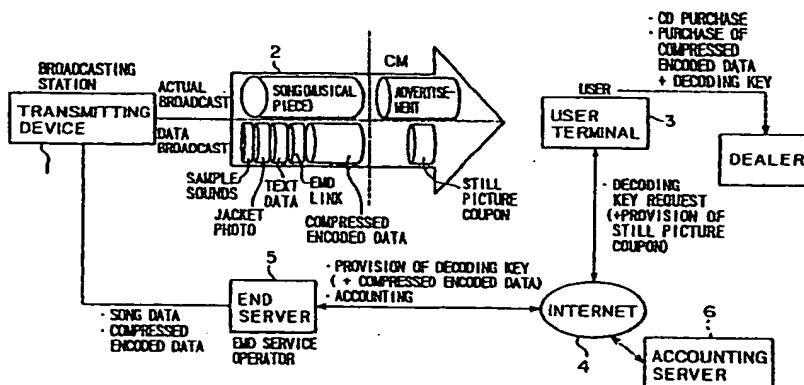 BROADCASTING
STATION
TRANSMITTING
DEVICE
ACTUAL
BROADCAST
DATA
BROADCAST
2
CM
SONG(MUSICAL
PIECE)
ADVERTISE-
MENT
SAMPLE
SOUNDS
JACKET
PHOTO
TEXT
DATA
EMD
LINK
COMPRESSED
ENCODED DATA
STILL
PICTURE
COUPON
· CD PURCHASE
· PURCHASE OF
COMPRESSED
ENCODED DATA
+ DECODING KEY
USER
USER
TERMINAL
3
DEALER
· DECODING
KEY REQUEST
(+PROVISION OF
STILL PICTURE
COUPON)
· SONG DATA
· COMPRESSED
ENCODED DATA
5
END
SERVER
EMD SERVICE
OPERATOR
· PROVISION OF DECODING KEY
(+ COMPRESSED ENCODED DATA)
· ACCOUNTING
INTERNET
4
6
ACCOUNTING
SERVER